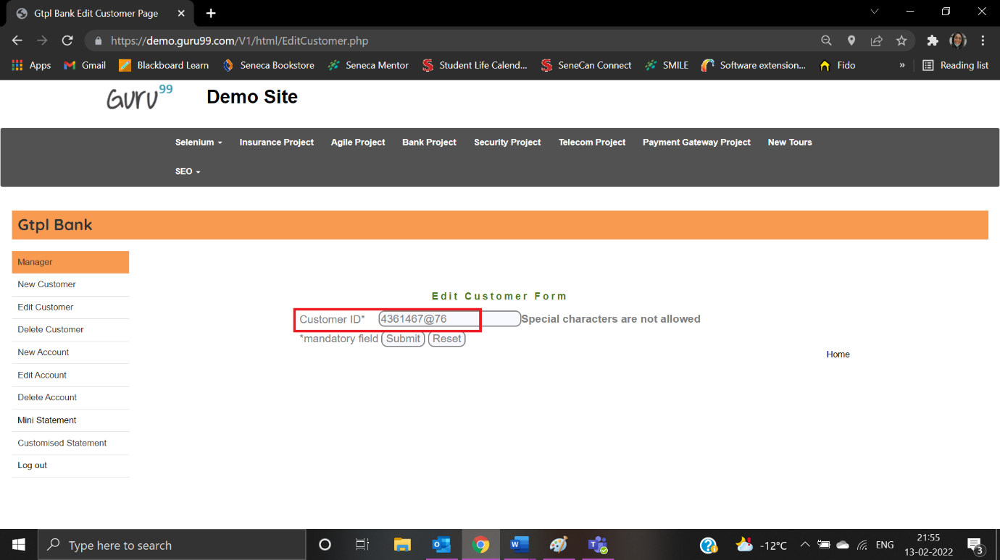 Gtpl Bank Edit Customer Page
https://demo.guru99.com/V1/html/EditCustomer.php
Apps Gmail Blackboard Learn Seneca Bookstore Seneca Mentor Student Life Calend... SeneCan Connect SMILE Software extension... Fido » Reading list
Guru99 Demo Site
Selenium Insurance Project Agile Project Bank Project Security Project Telecom Project Payment Gateway Project New Tours
SEO
Gtpl Bank
Manager
New Customer
Edit Customer
Delete Customer
New Account
Edit Account
Delete Account
Mini Statement
Customised Statement
Log out
Edit Customer Form
Customer ID* 4361467@76 Special characters are not allowed
*mandatory field Submit Reset
Home
Type here to search
-12°C
ENG
21:55
13-02-2022
3